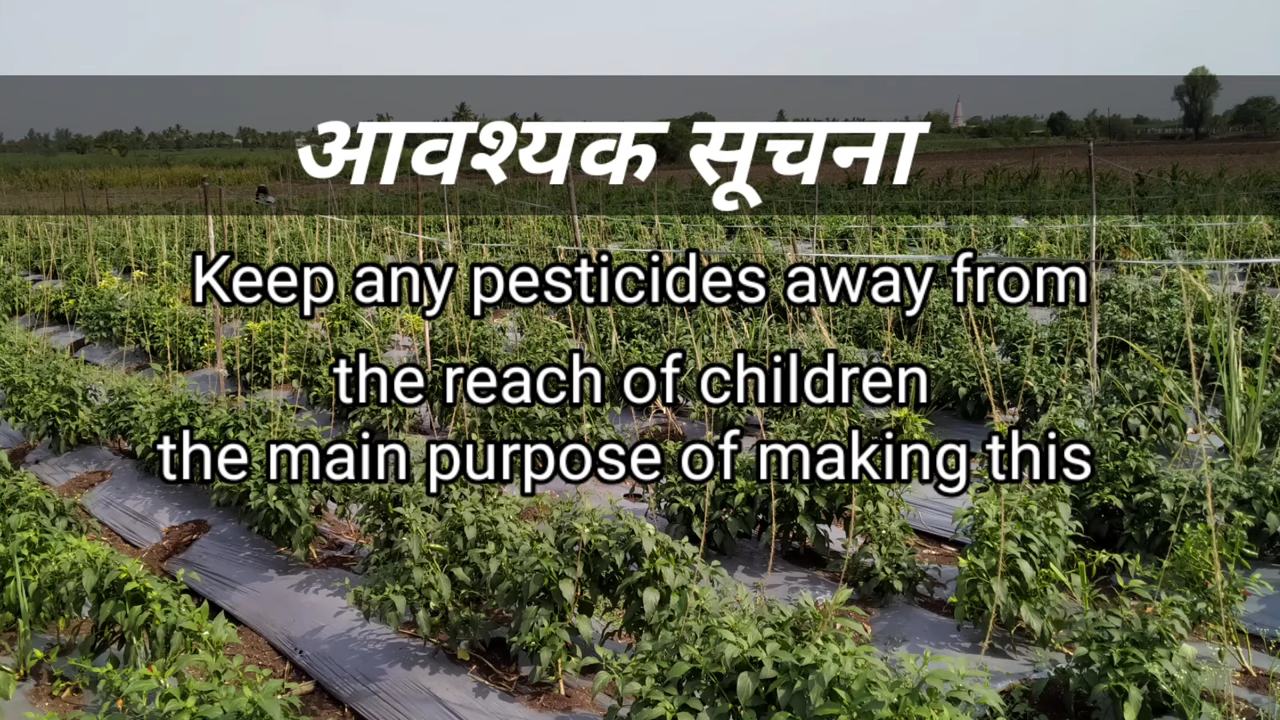 आवश्यक सूचना
Keep any pesticides away from
the reach of children
the main purpose of making this